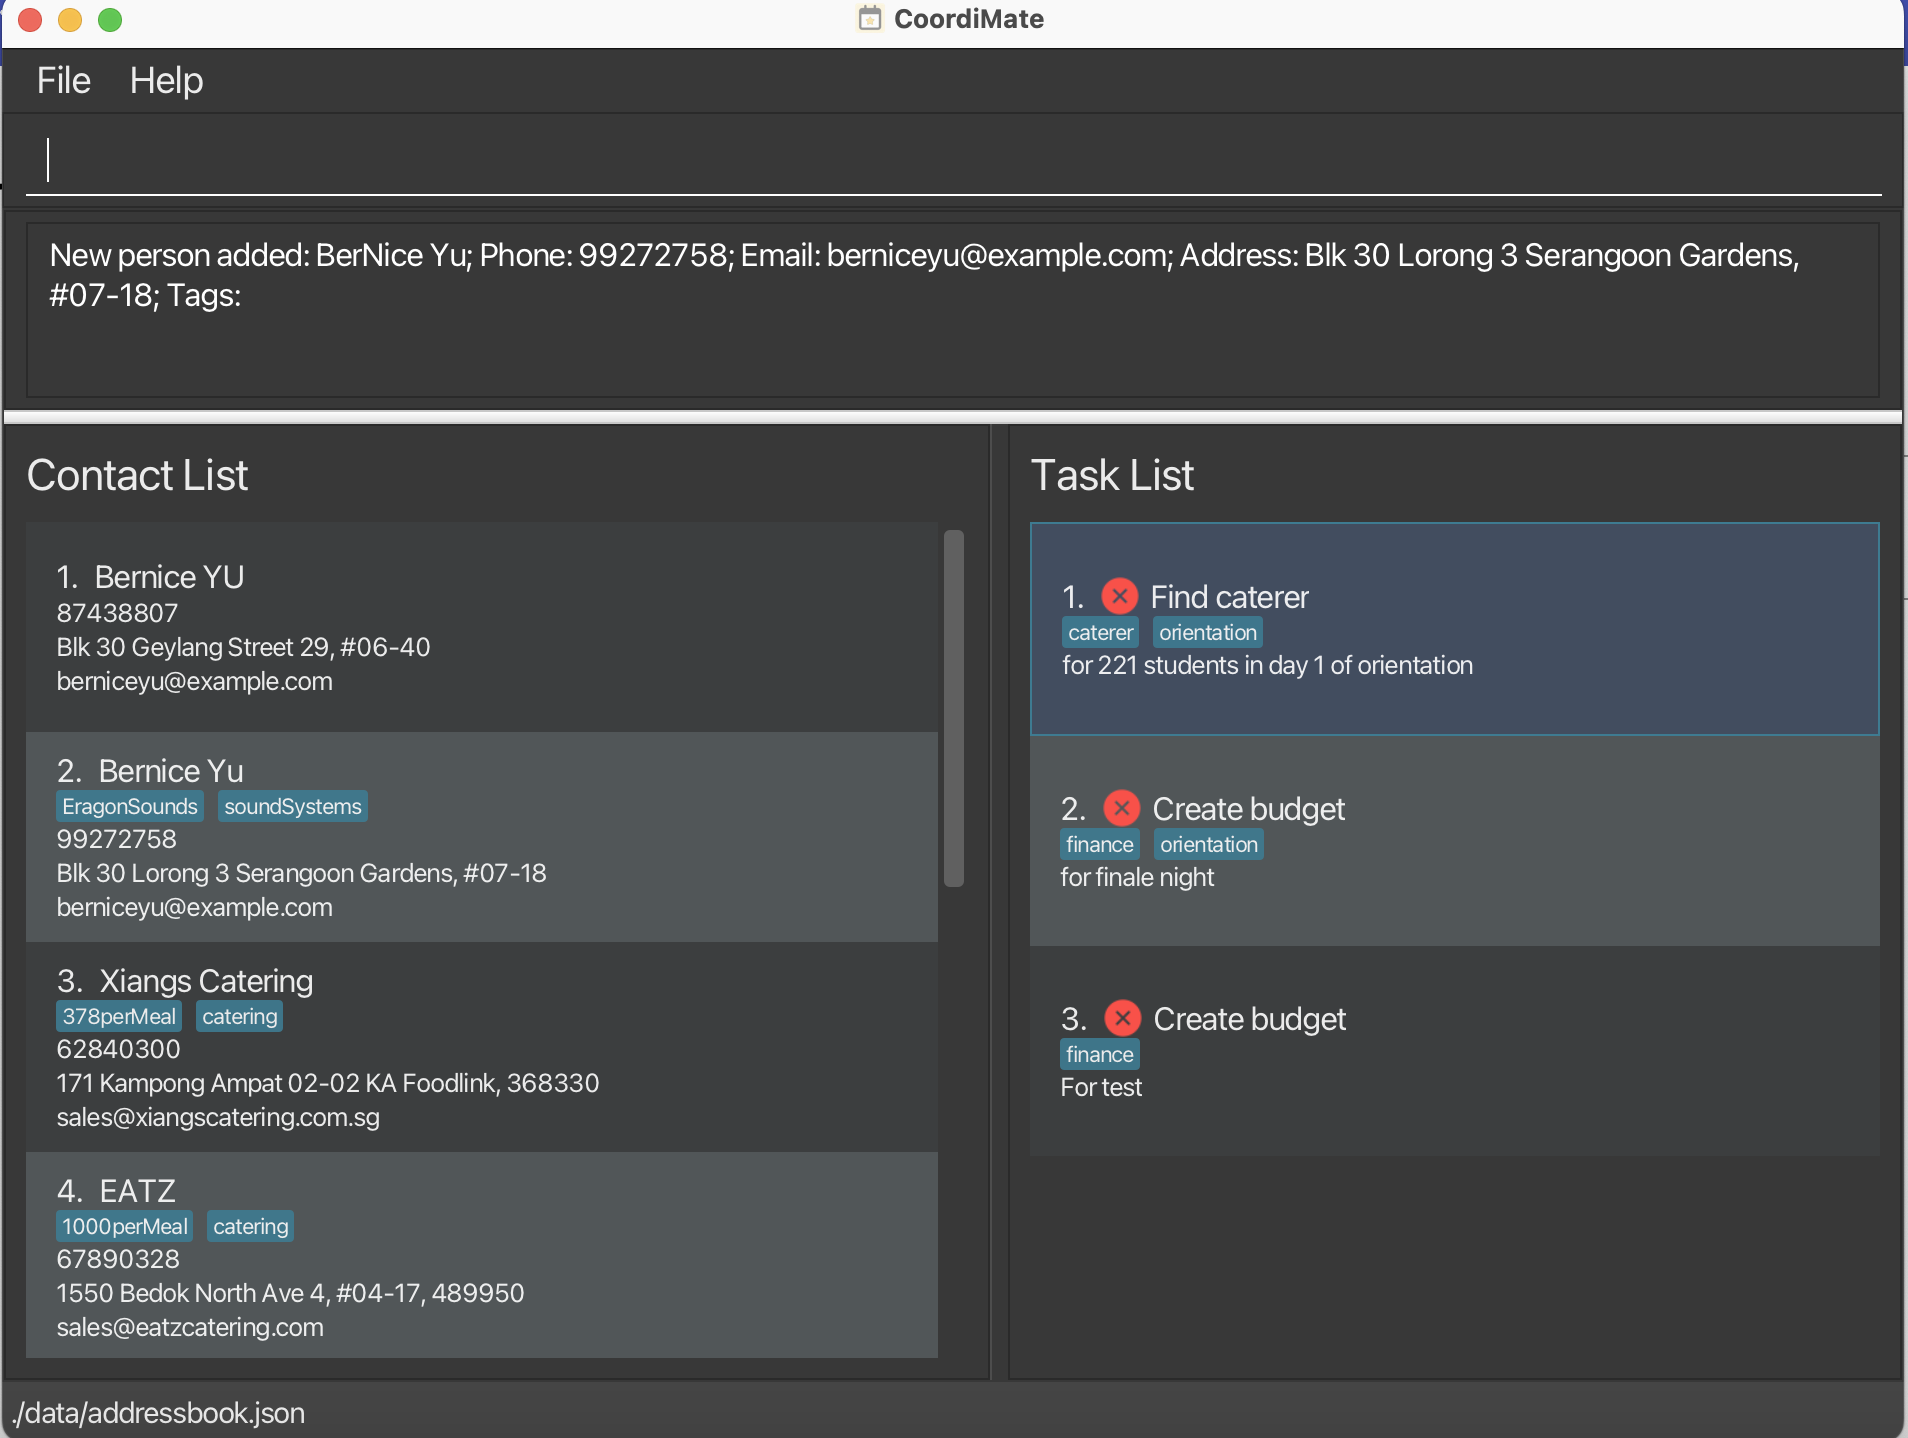 CoordiMate
File Help
New person added: BerNice Yu; Phone: 99272758; Email: berniceyu@example.com; Address: Blk 30 Lorong 3 Serangoon Gardens,
#07-18; Tags:
Contact List
1. Bernice YU
87438807
Blk 30 Geylang Street 29, #06-40
berniceyu@example.com
2. Bernice Yu
EragonSounds soundSystems
99272758
Blk 30 Lorong 3 Serangoon Gardens, #07-18
berniceyu@example.com
3. Xiangs Catering
378perMeal catering
62840300
171 Kampong Ampat 02-02 KA Foodlink, 368330
sales@xiangscatering.com.sg
4. EATZ
1000perMeal catering
67890328
1550 Bedok North Ave 4, #04-17, 489950
sales@eatzcatering.com
Task List
1. Find caterer
caterer orientation
for 221 students in day 1 of orientation
2. Create budget
finance orientation
for finale night
3. Create budget
finance
For test
./data/addressbook.json